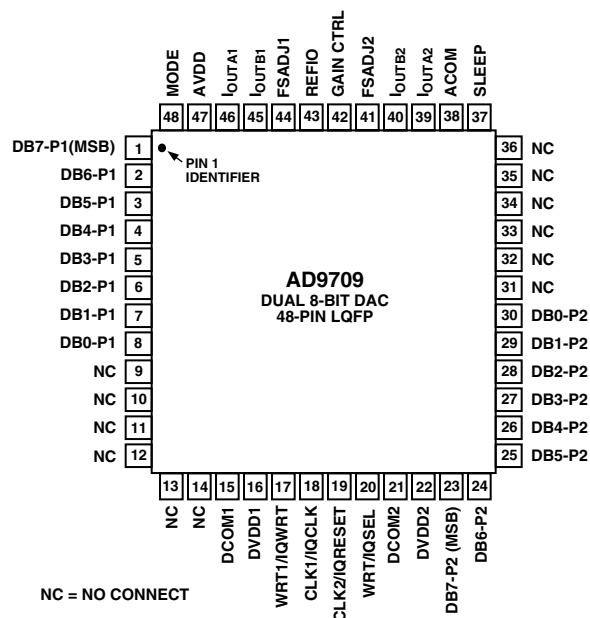 MODE
AVDD
IOUTA1
IOUTB1
FSADJ1
REFIO
GAIN CTRL
FSADJ2
IOUTB2
IOUTA2
ACOM
SLEEP
48 47 46 45 44 43 42 41 40 39 38 37
DB7-P1(MSB) 1
DB6-P1 2
DB5-P1 3
DB4-P1 4
DB3-P1 5
DB2-P1 6
DB1-P1 7
DB0-P1 8
NC 9
NC 10
NC 11
NC 12
PIN 1
IDENTIFIER
AD9709
DUAL 8-BIT DAC
48-PIN LQFP
36 NC
35 NC
34 NC
33 NC
32 NC
31 NC
30 DB0-P2
29 DB1-P2
28 DB2-P2
27 DB3-P2
26 DB4-P2
25 DB5-P2
13 14 15 16 17 18 19 20 21 22 23 24
NC
NC
DCOM1
DVDD1
WRT1/IQWRT
CLK1/IQCLK
CLK2/IQRESET
WRT/IQSEL
DCOM2
DVDD2
DB7-P2 (MSB)
DB6-P2
NC = NO CONNECT